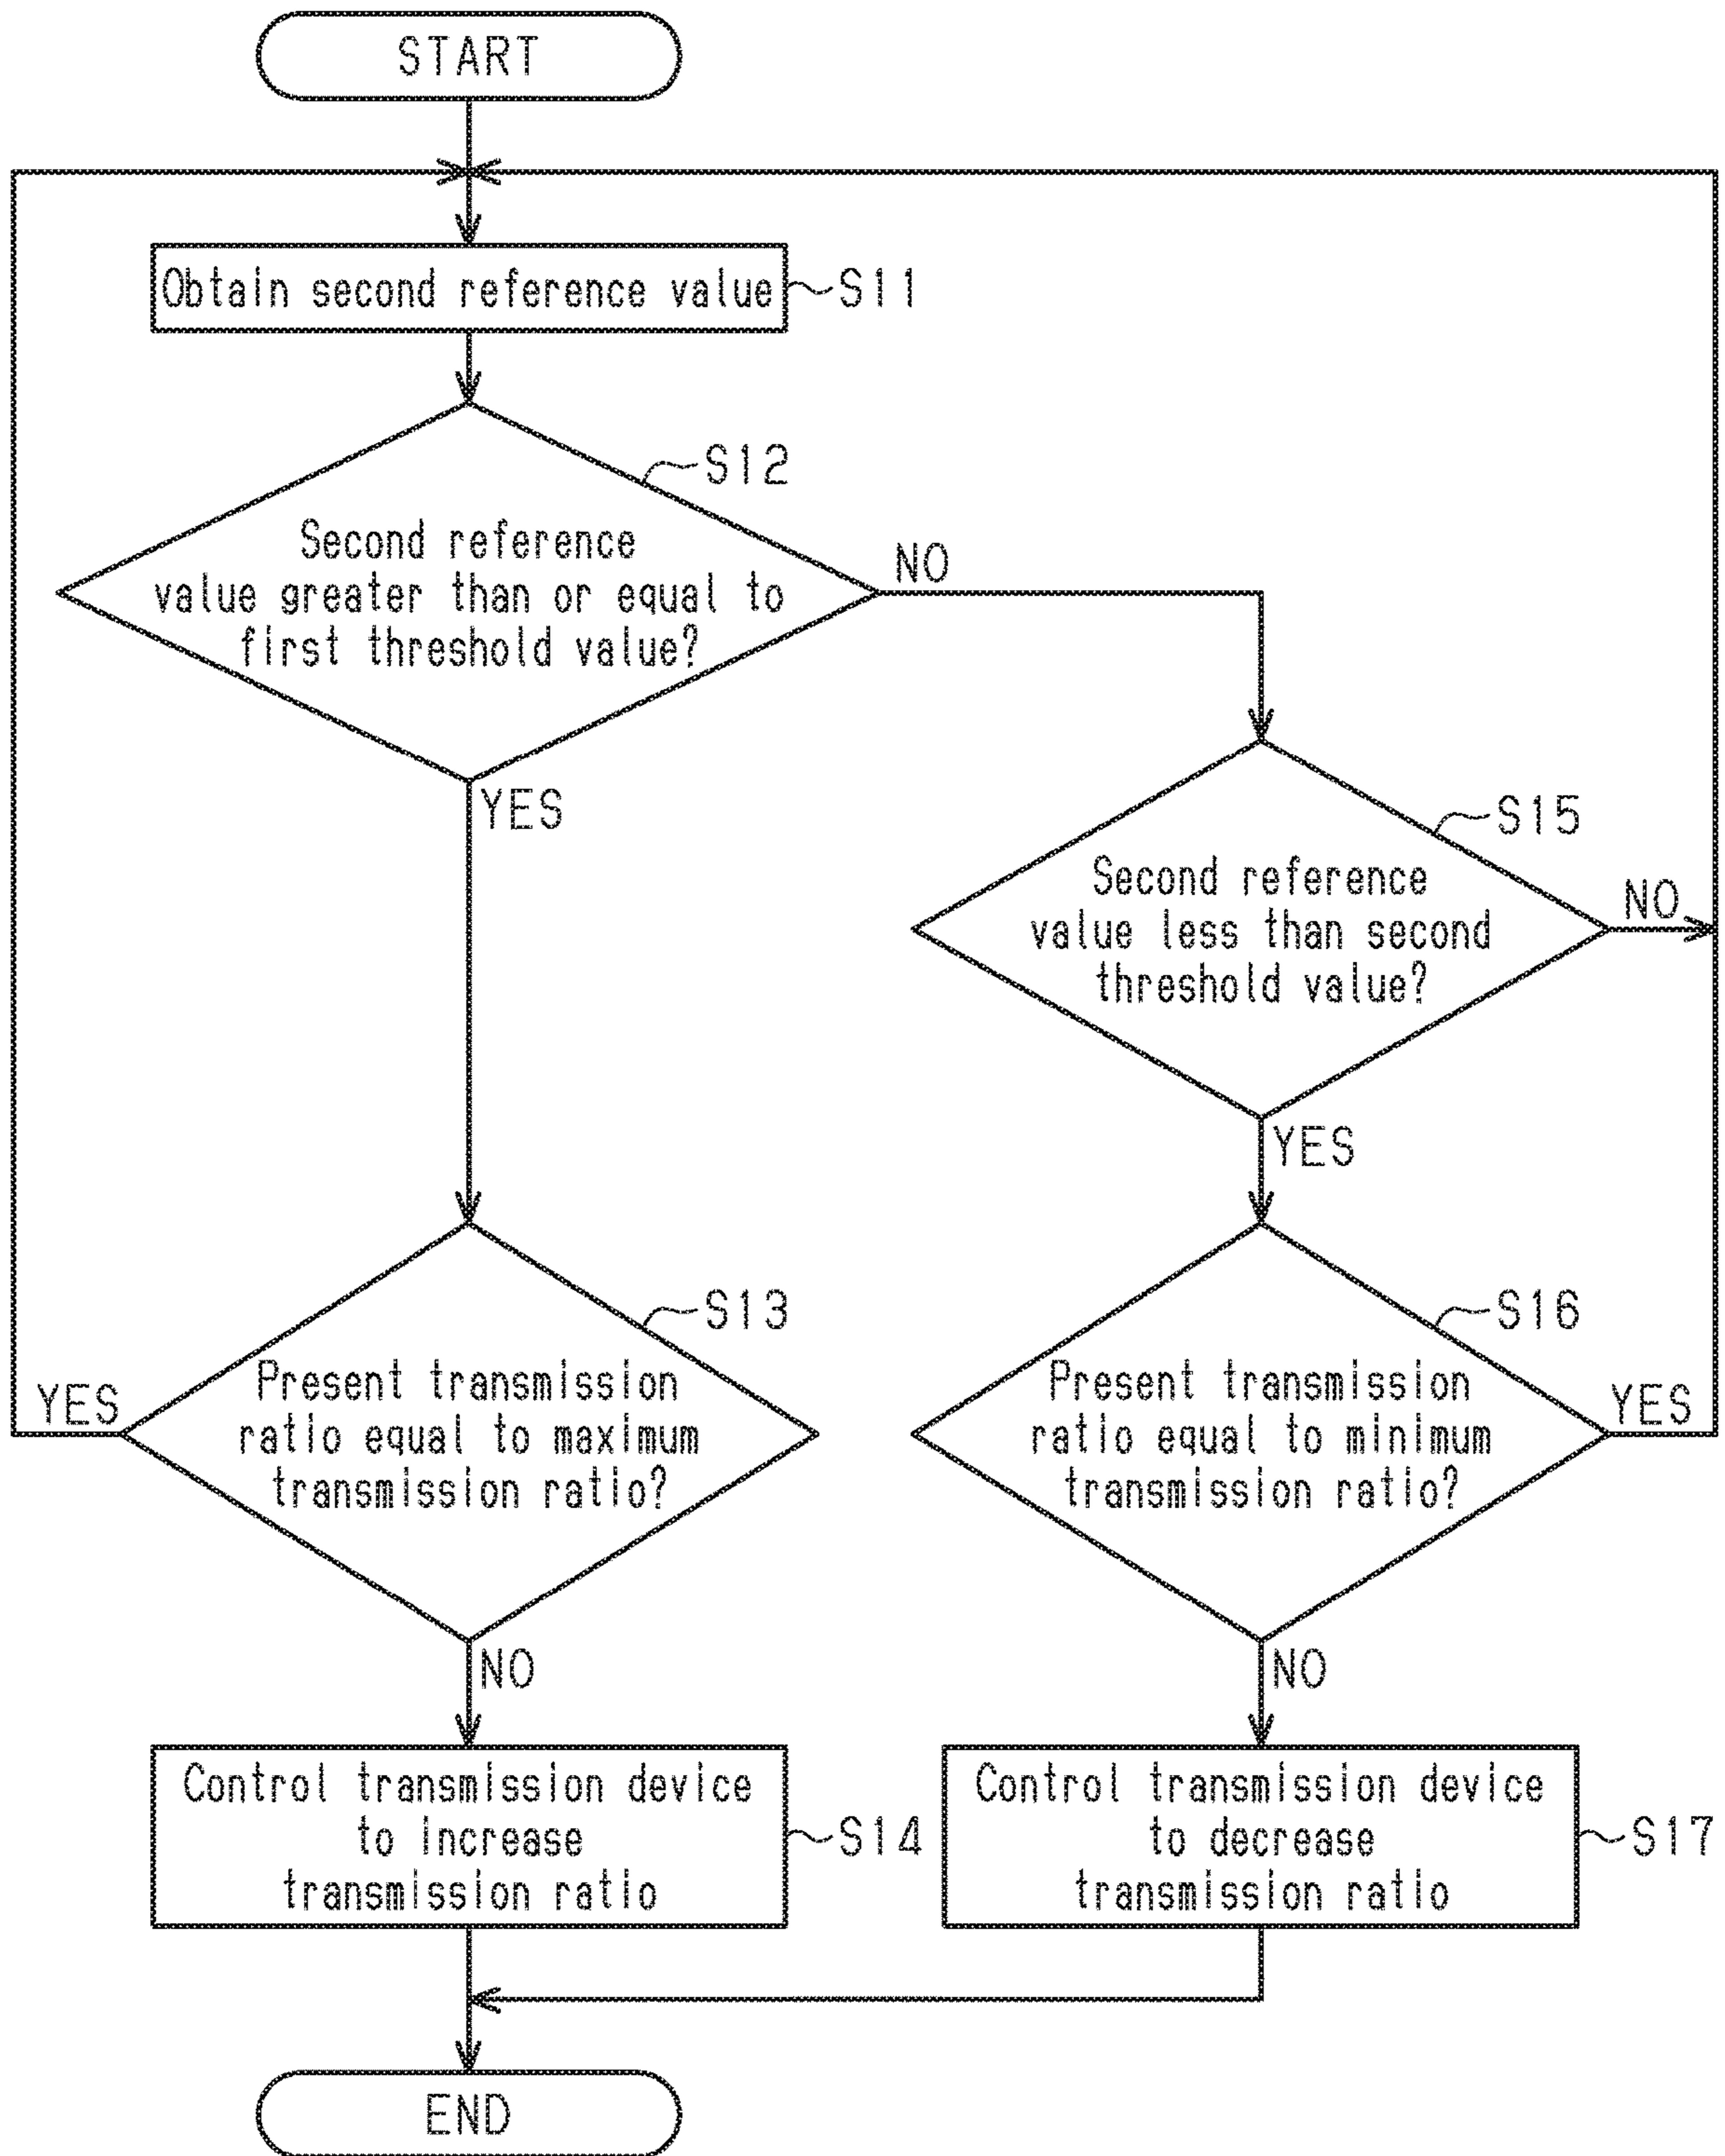 START
Obtain second reference value
S11
S12
Second reference
value greater than or equal to
first threshold value?
NO
YES
S15
Second reference
value less than second
threshold value?
NO
YES
S13
Present transmission
ratio equal to maximum
transmission ratio?
YES
NO
S16
Present transmission
ratio equal to minimum
transmission ratio?
YES
NO
Control transmission device
to increase
transmission ratio
S14
Control transmission device
to decrease
transmission ratio
S17
END